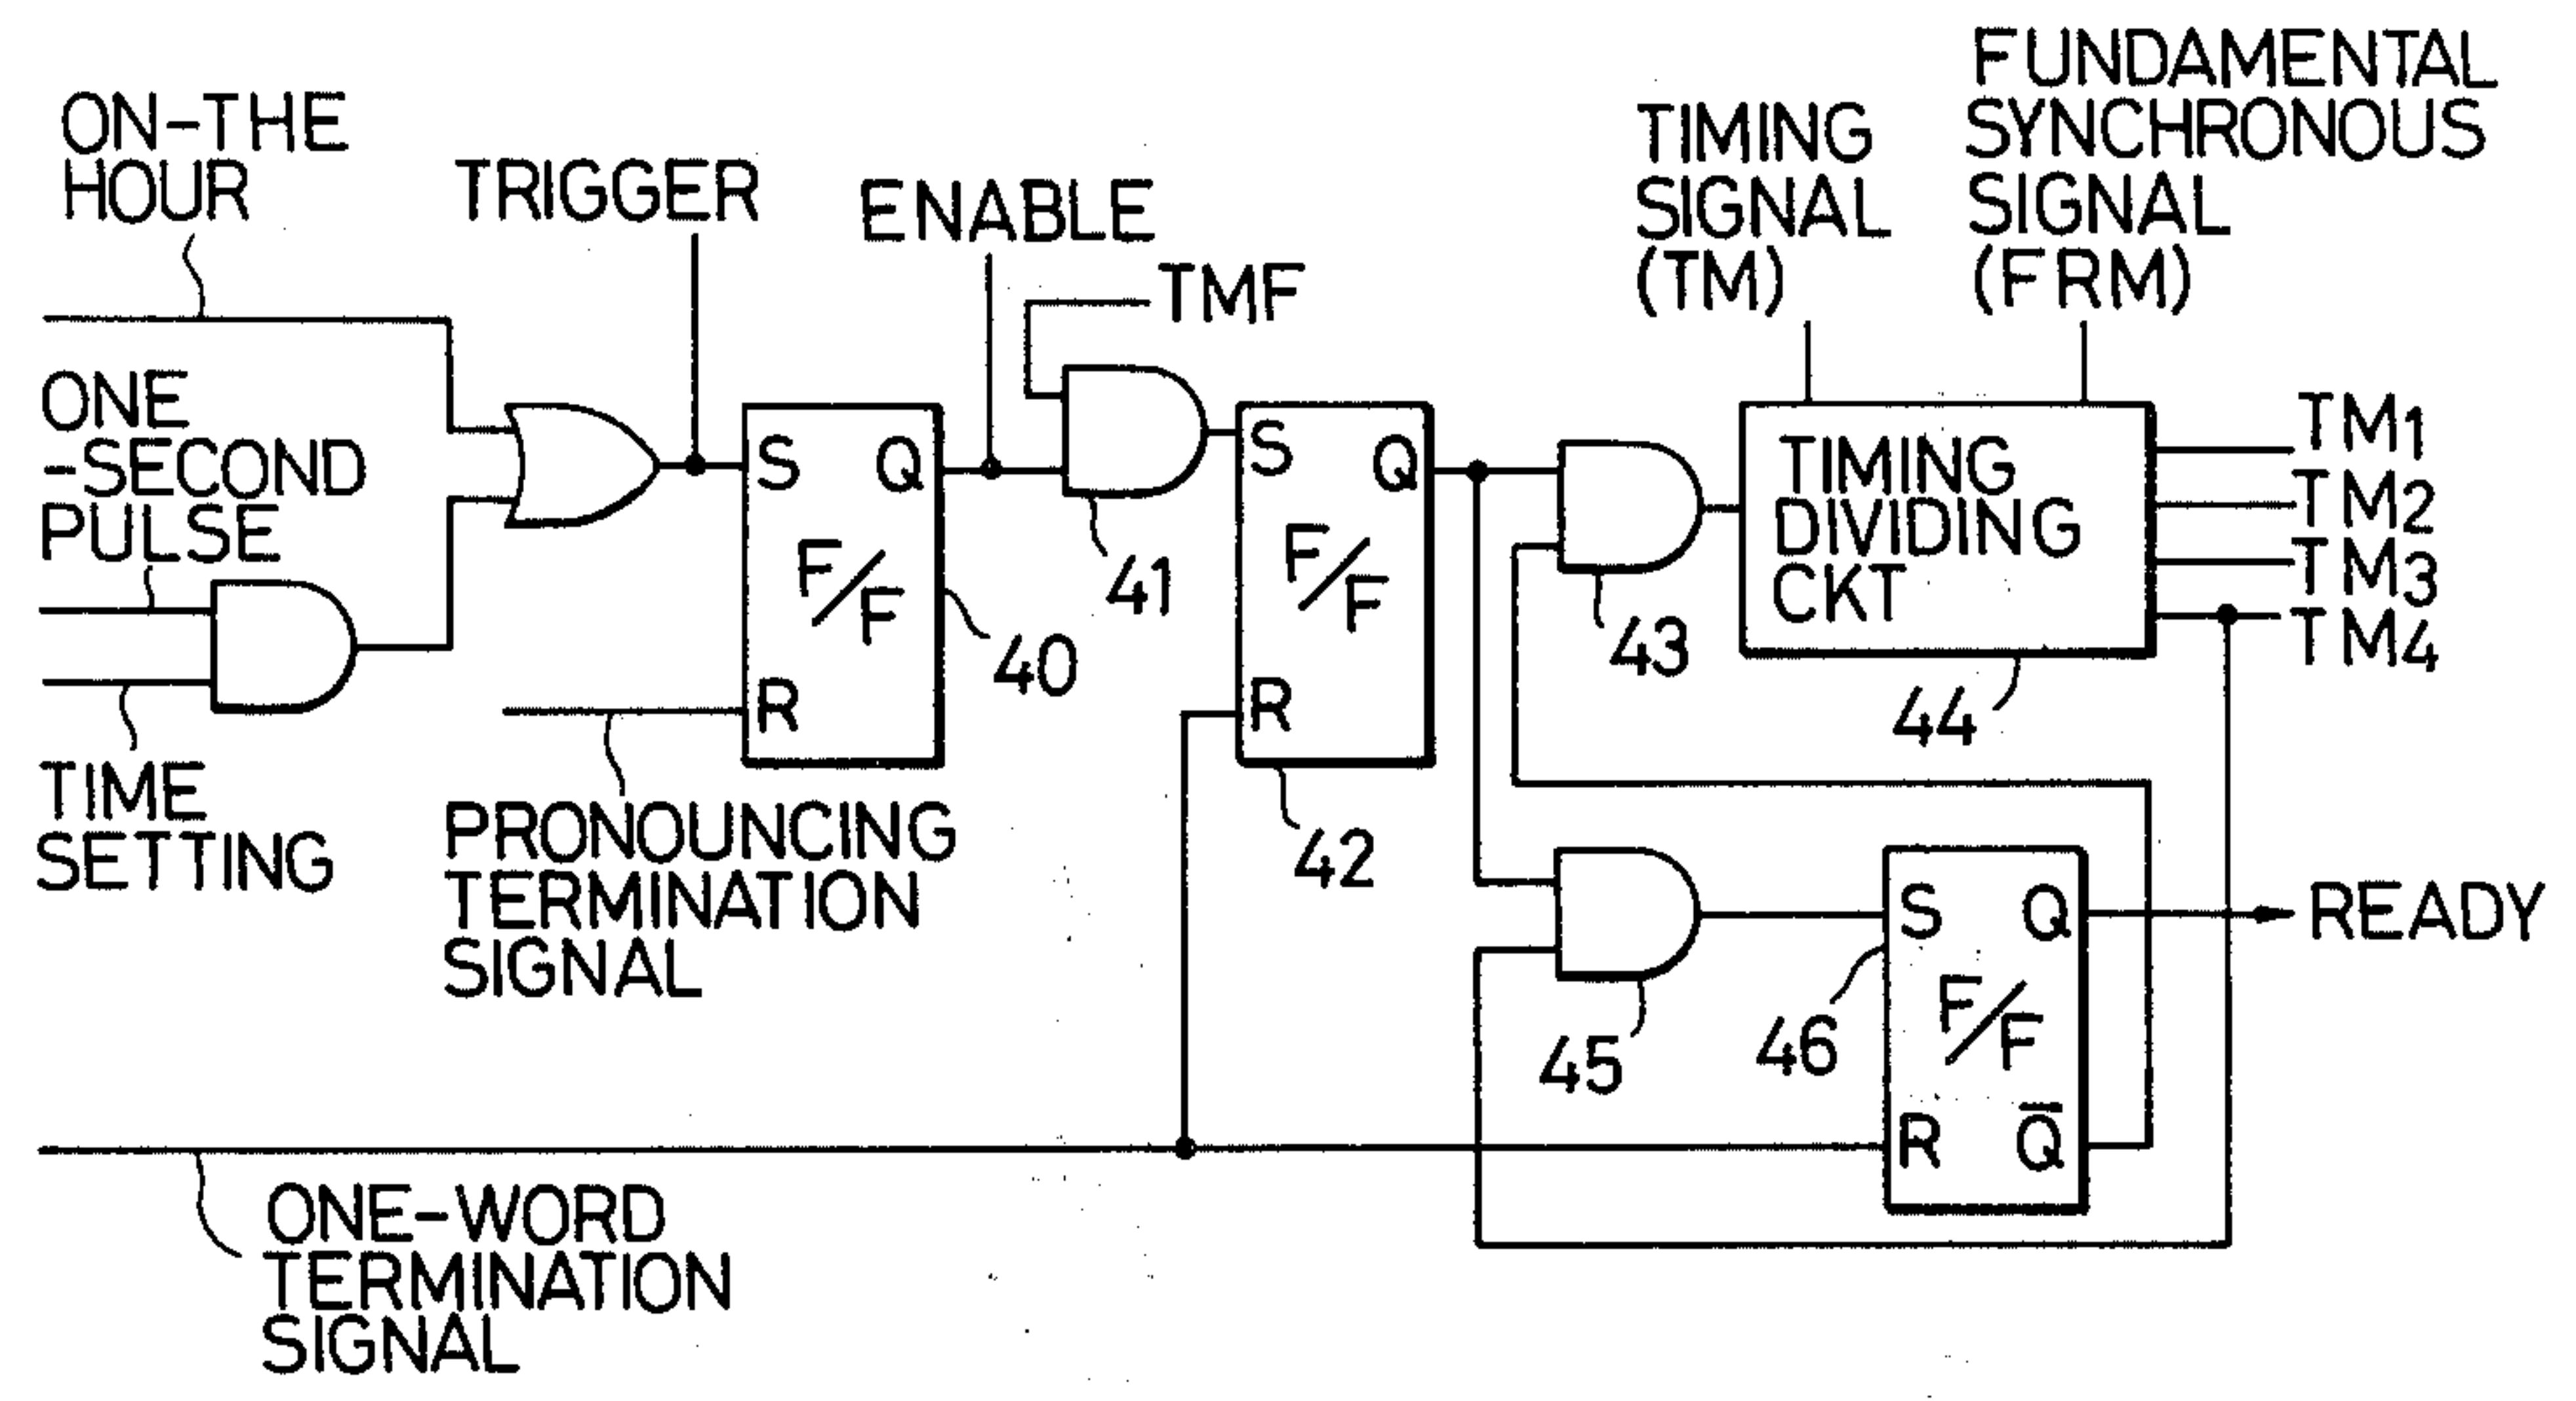 ON-THE
HOUR
TRIGGER
ENABLE
TMF
TIMING
SIGNAL
(TM)
FUNDAMENTAL
SYNCHRONOUS
SIGNAL
(FRM)
ONE
-SECOND
PULSE
TIME
SETTING
S Q
F/F
R
40
PRONOUNCING
TERMINATION
SIGNAL
41
S Q
F/F
R
42
43
TIMING
DIVIDING
CKT
44
TM1
TM2
TM3
TM4
45
46
S Q
F/F
R Q̅
READY
ONE-WORD
TERMINATION
SIGNAL